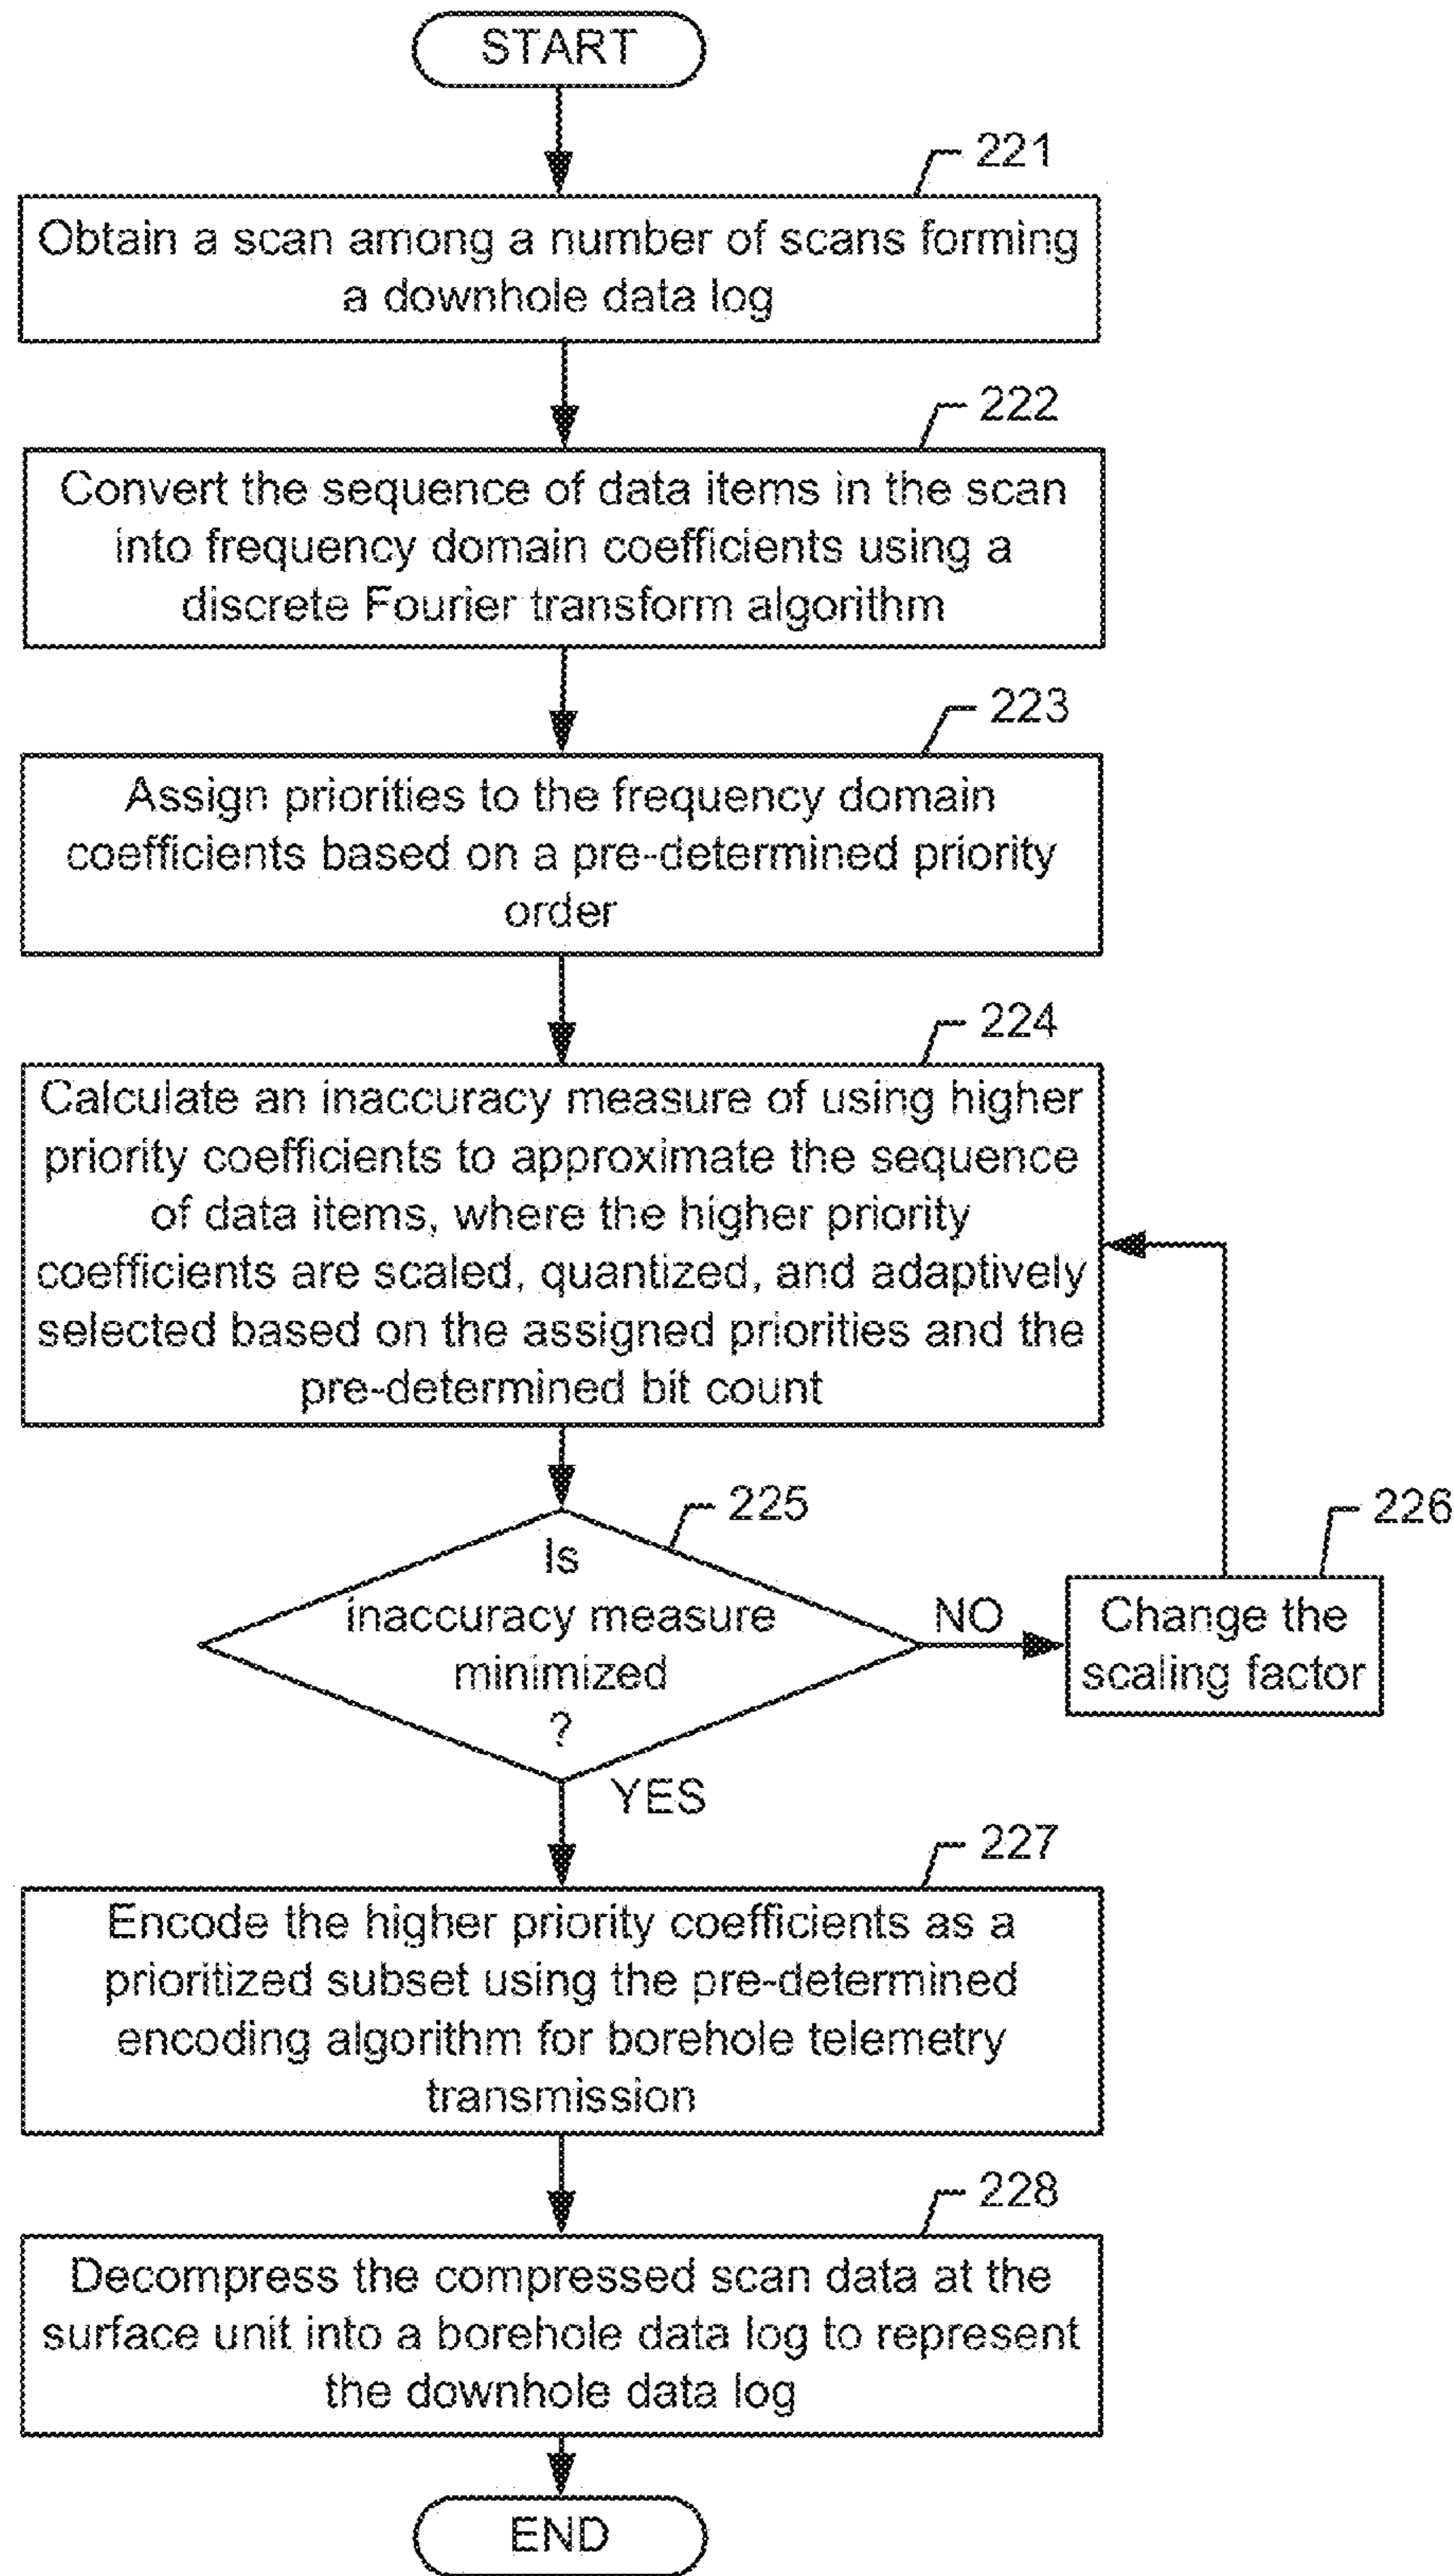 START
221
Obtain a scan among a number of scans forming
a downhole data log
222
Convert the sequence of data items in the scan
into frequency domain coefficients using a
discrete Fourier transform algorithm
223
Assign priorities to the frequency domain
coefficients based on a pre-determined priority
order
224
Calculate an inaccuracy measure of using higher
priority coefficients to approximate the sequence
of data items, where the higher priority
coefficients are scaled, quantized, and adaptively
selected based on the assigned priorities and the
pre-determined bit count
225
Is
inaccuracy measure
minimized
?
NO
226
Change the
scaling factor
YES
227
Encode the higher priority coefficients as a
prioritized subset using the pre-determined
encoding algorithm for borehole telemetry
transmission
228
Decompress the compressed scan data at the
surface unit into a borehole data log to represent
the downhole data log
END